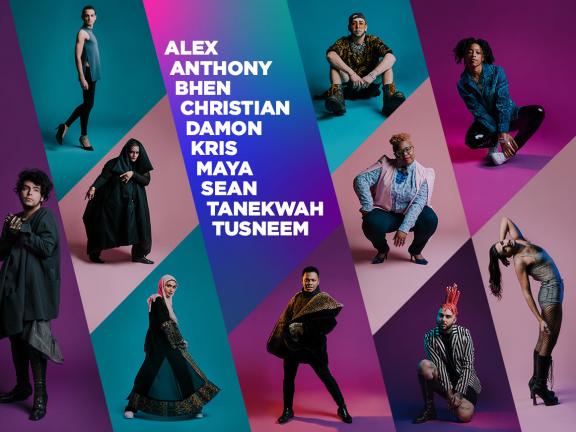 ALEX
ANTHONY
BHEN
CHRISTIAN
DAMON
KRIS
MAYA
SEAN
TANEKWAH
TUSNEEM